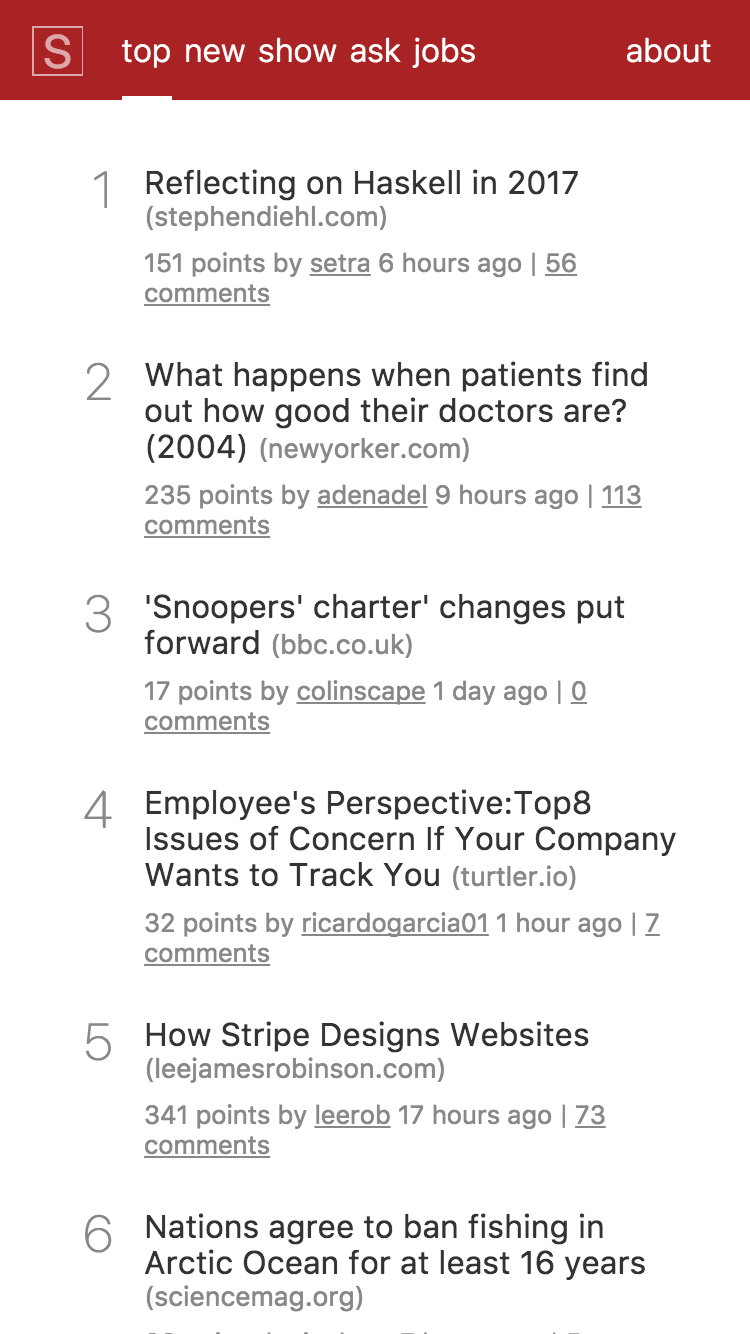 S top new show ask jobs about
1 Reflecting on Haskell in 2017
(stephendiehl.com)
151 points by setra 6 hours ago | 56
comments
2 What happens when patients find
out how good their doctors are?
(2004) (newyorker.com)
235 points by adenadel 9 hours ago | 113
comments
3 'Snoopers' charter' changes put
forward (bbc.co.uk)
17 points by colinscape 1 day ago | 0
comments
4 Employee's Perspective:Top8
Issues of Concern If Your Company
Wants to Track You (turtler.io)
32 points by ricardogarcia01 1 hour ago | 7
comments
5 How Stripe Designs Websites
(leejamesrobinson.com)
341 points by leerob 17 hours ago | 73
comments
6 Nations agree to ban fishing in
Arctic Ocean for at least 16 years
(sciencemag.org)